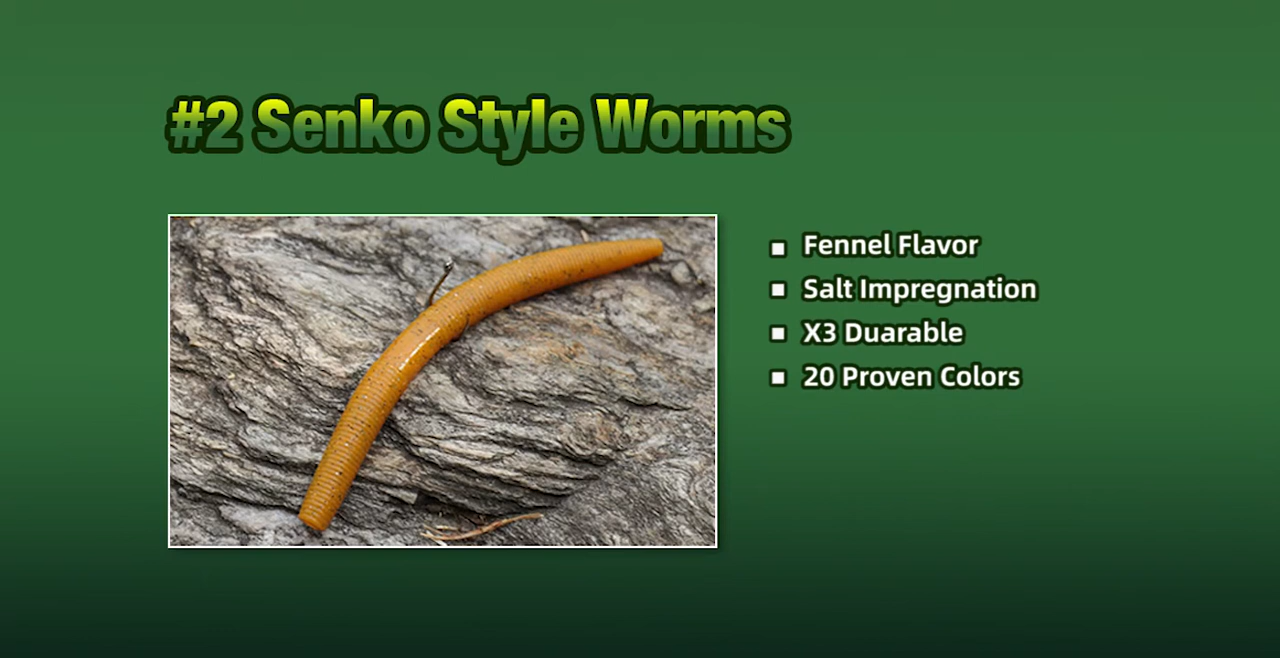 #2 Senko Style Worms
Fennel Flavor
Salt Impregnation
X3 Duarable
20 Proven Colors